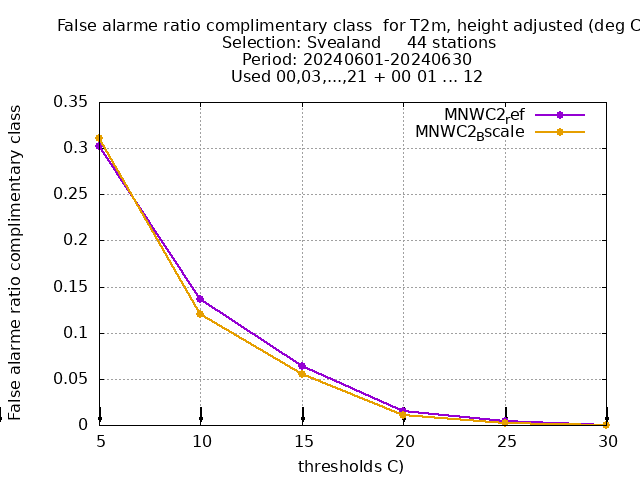 False alarme ratio complimentary class  for T2m, height adjusted (deg C
Selection: Svealand     44 stations
Period: 20240601-20240630
Used 00,03,...,21 + 00 01 ... 12
False alarme ratio complimentary class
0.35
0.3
0.25
0.2
0.15
0.1
0.05
0
MNWC2ref
MNWC2Bscale
5 10 15 20 25 30
thresholds C)